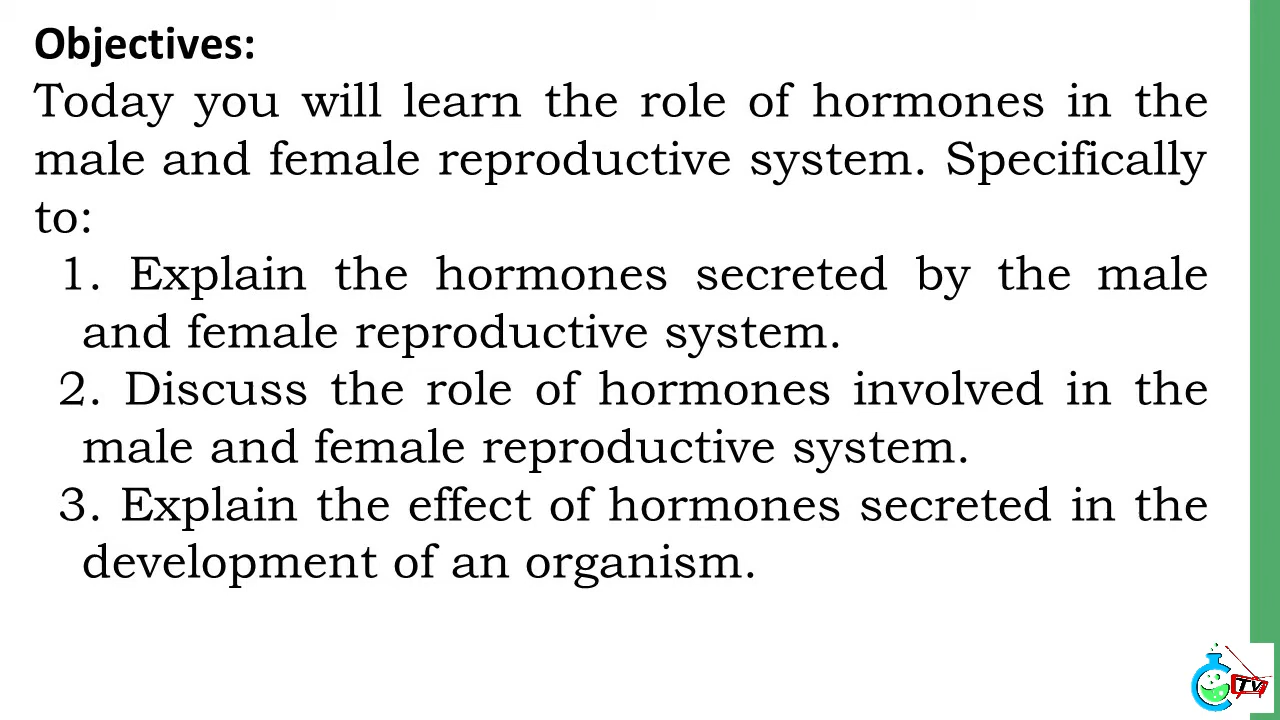 Objectives:
Today you will learn the role of hormones in the
male and female reproductive system. Specifically
to:
1. Explain the hormones secreted by the male
and female reproductive system.
2. Discuss the role of hormones involved in the
male and female reproductive system.
3. Explain the effect of hormones secreted in the
development of an organism.
TV